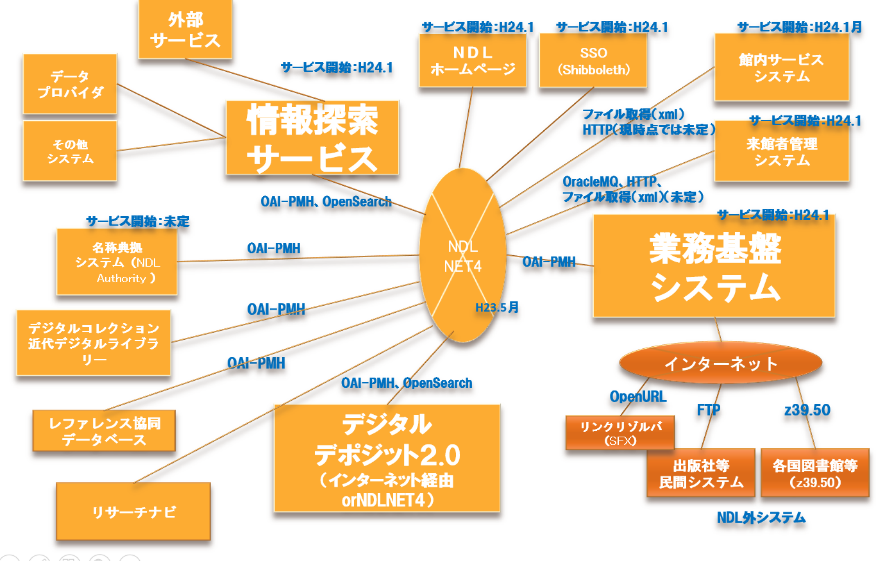 外部
サービス
サービス開始：H24.1
データ
プロバイダ
その他
システム
情報探索
サービス
サービス開始：H24.1
ＮＤＬ
ホームページ
サービス開始：H24.1
SSO
（Shibboleth）
サービス開始：H24.1月
館内サービス
システム
ファイル取得（xml）
HTTP（現時点では未定）
サービス開始：H24.1
来館者管理
システム
OracleMQ、HTTP、
ファイル取得（xml）（未定）
OAI-PMH、OpenSearch
サービス開始：未定
名称典拠
システム（NDL
Authority ）
OAI-PMH
NDL
NET4
H23.5月
OAI-PMH
サービス開始：H24.1
業務基盤
システム
デジタルコレクション
近代デジタルライブラ
リー
OAI-PMH
レファレンス協同
データベース
OAI-PMH
リサーチナビ
OAI-PMH、OpenSearch
デジタル
デポジット2.0
（インターネット経由
orNDLNET4）
インターネット
OpenURL
FTP
z39.50
リンクリゾルバ
（SFX）
出版社等
民間システム
各国図書館等
（z39.50）
NDL外システム